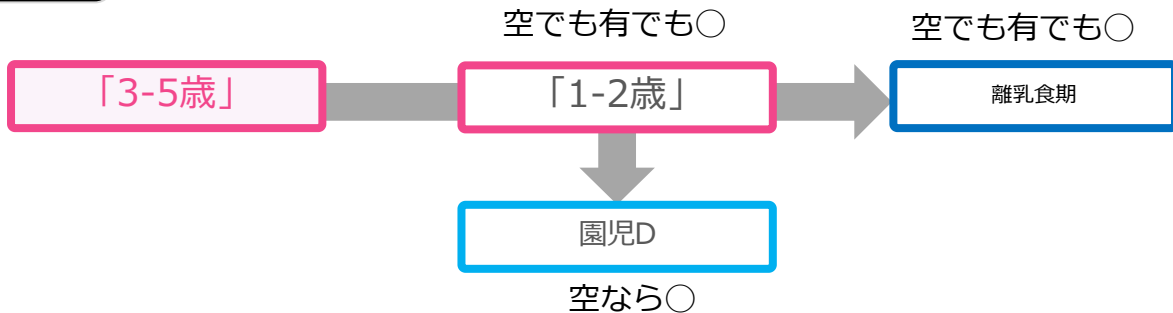 空でも有でも○
空でも有でも○
「3-5歳」
「1-2歳」
離乳食期
園児D
空なら○